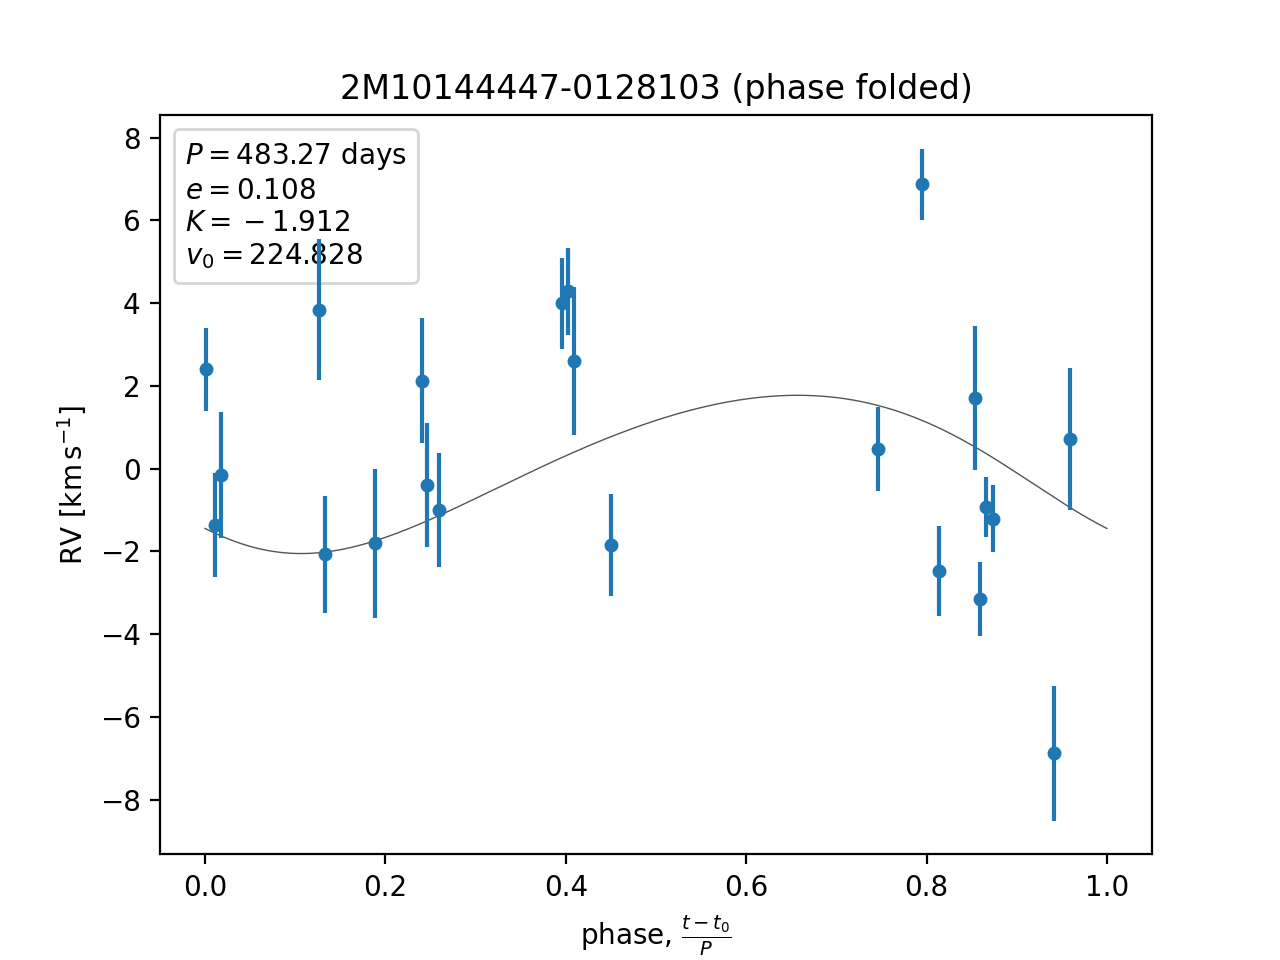 2M10144447-0128103 (phase folded)
P = 483.27 days
e = 0.108
K = −1.912
v₀ = 224.828
RV [km s⁻¹]
8
6
4
2
0
−2
−4
−6
−8
0.0 0.2 0.4 0.6 0.8 1.0
phase, (t − t₀)/P